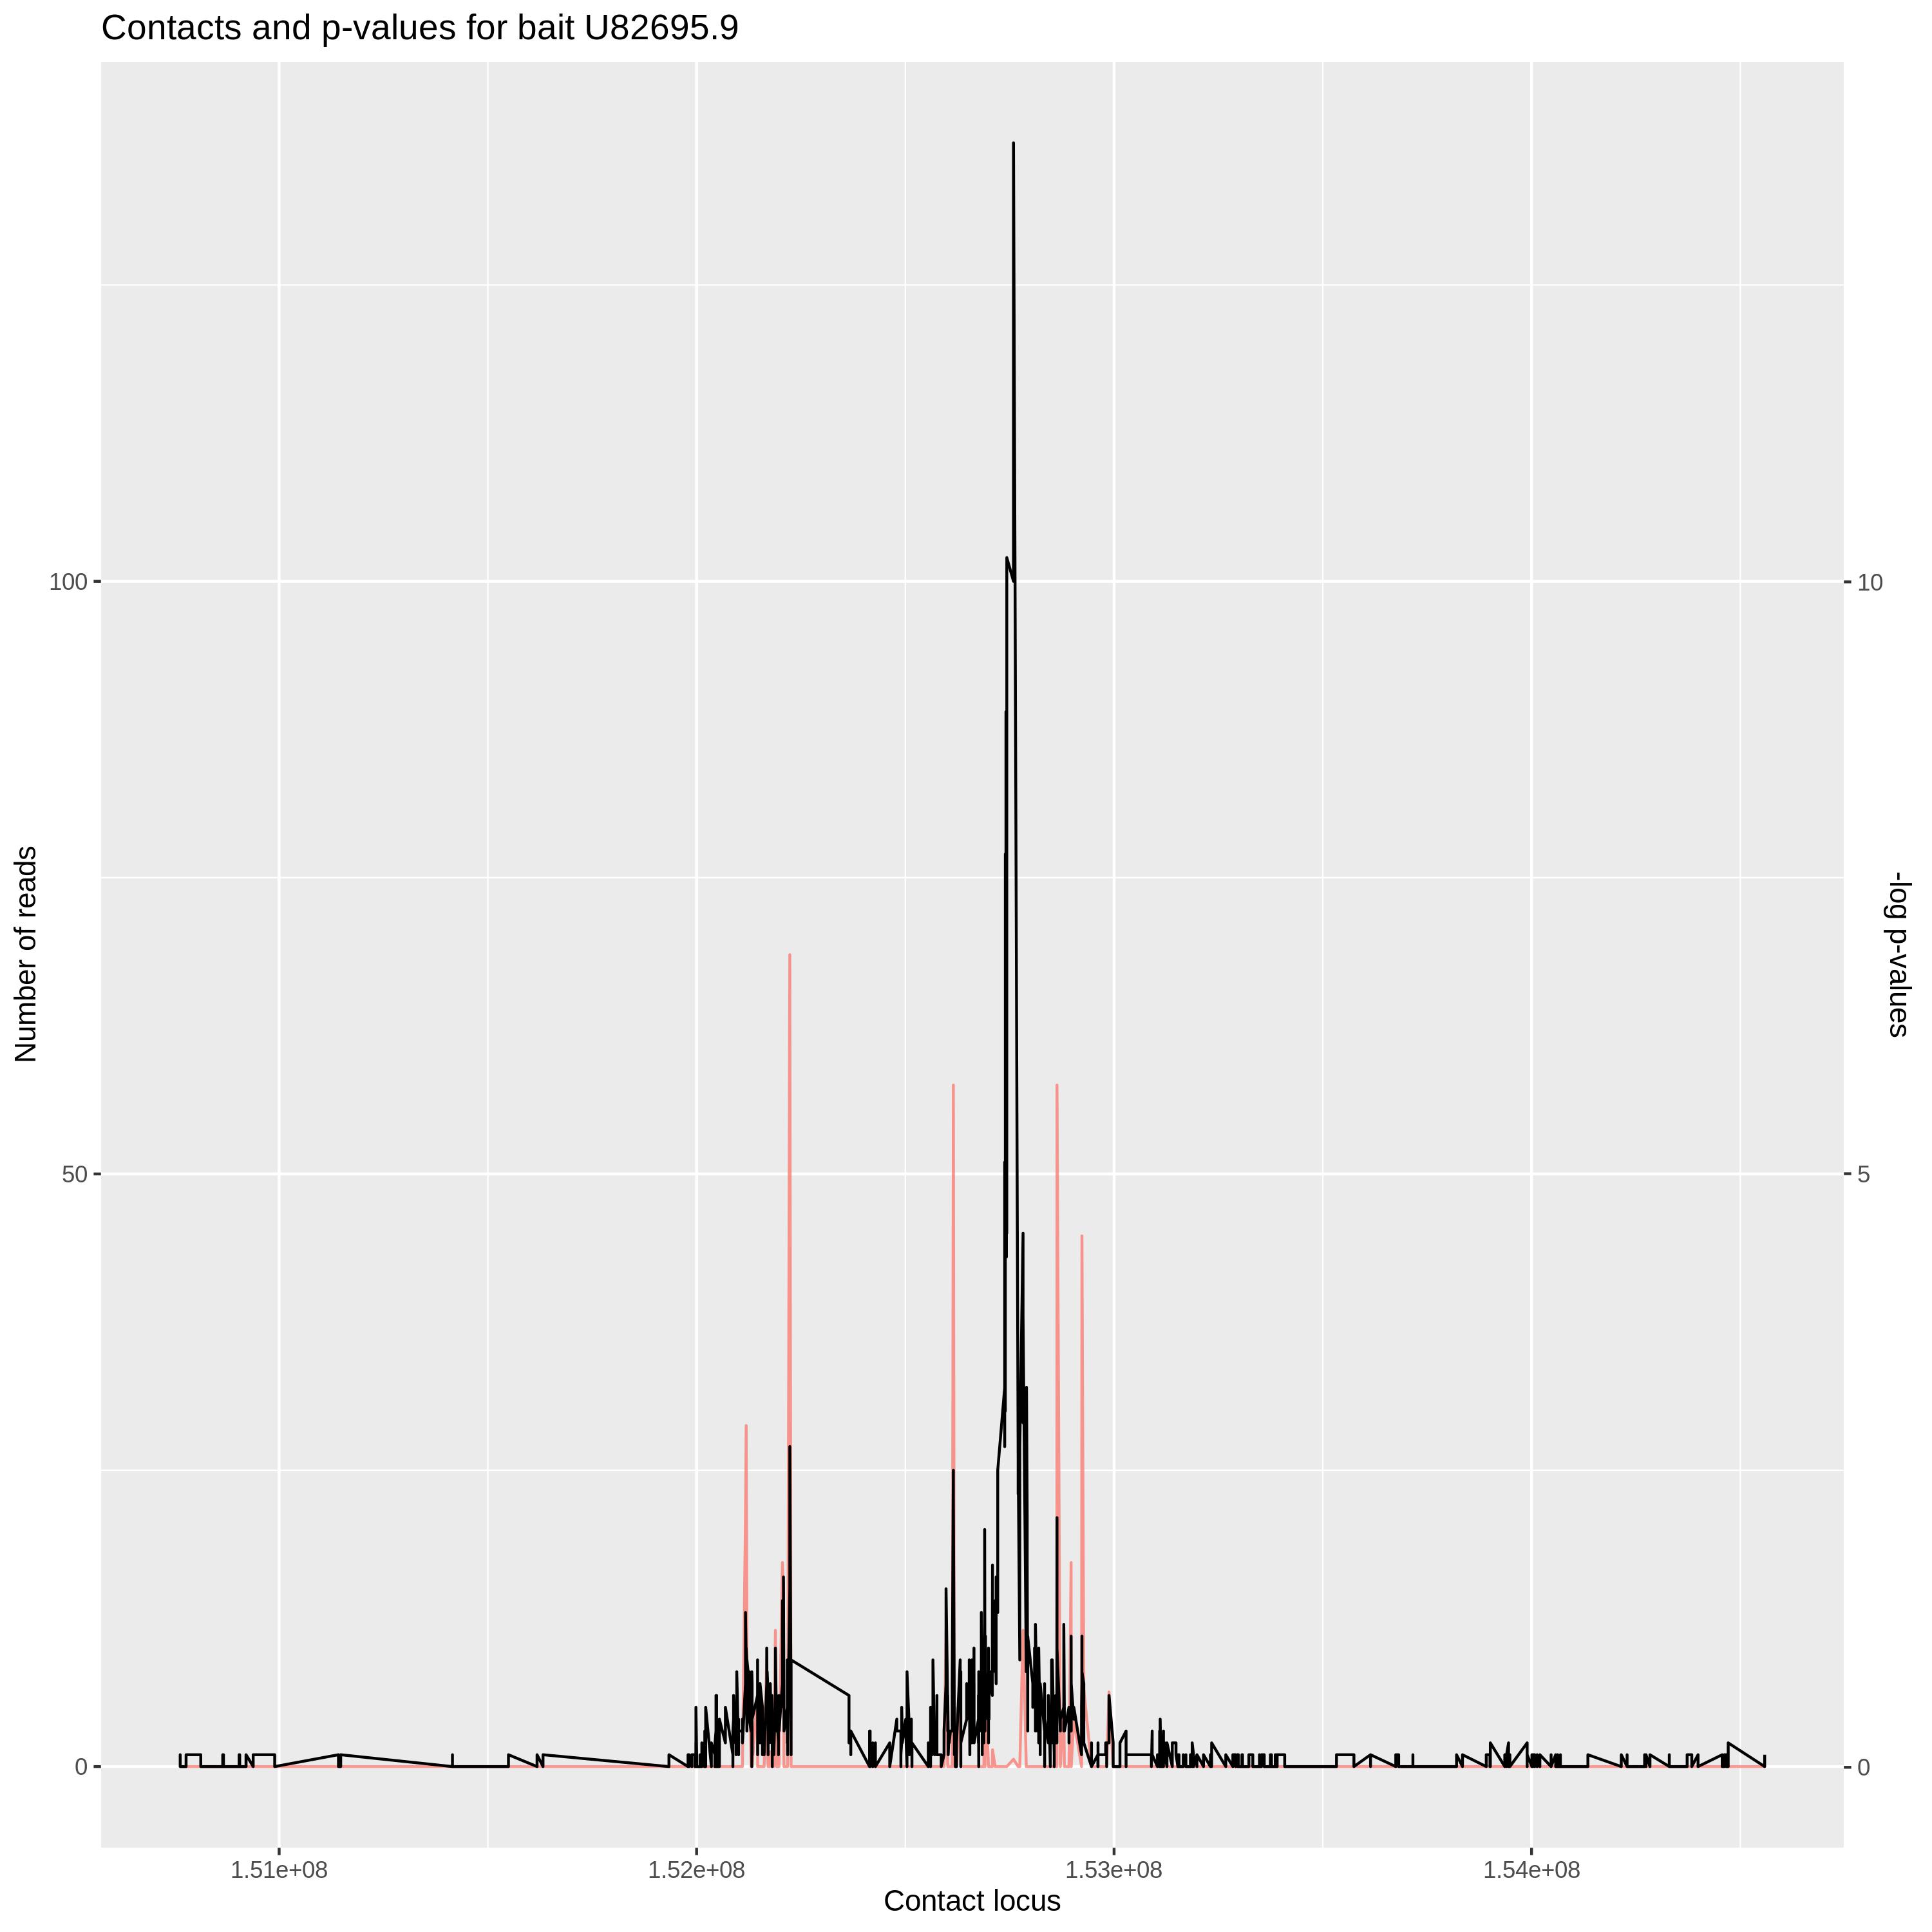 Contacts and p-values for bait U82695.9
100
50
0
Number of reads
10
5
0
-log p-values
1.51e+08
1.52e+08
1.53e+08
1.54e+08
Contact locus